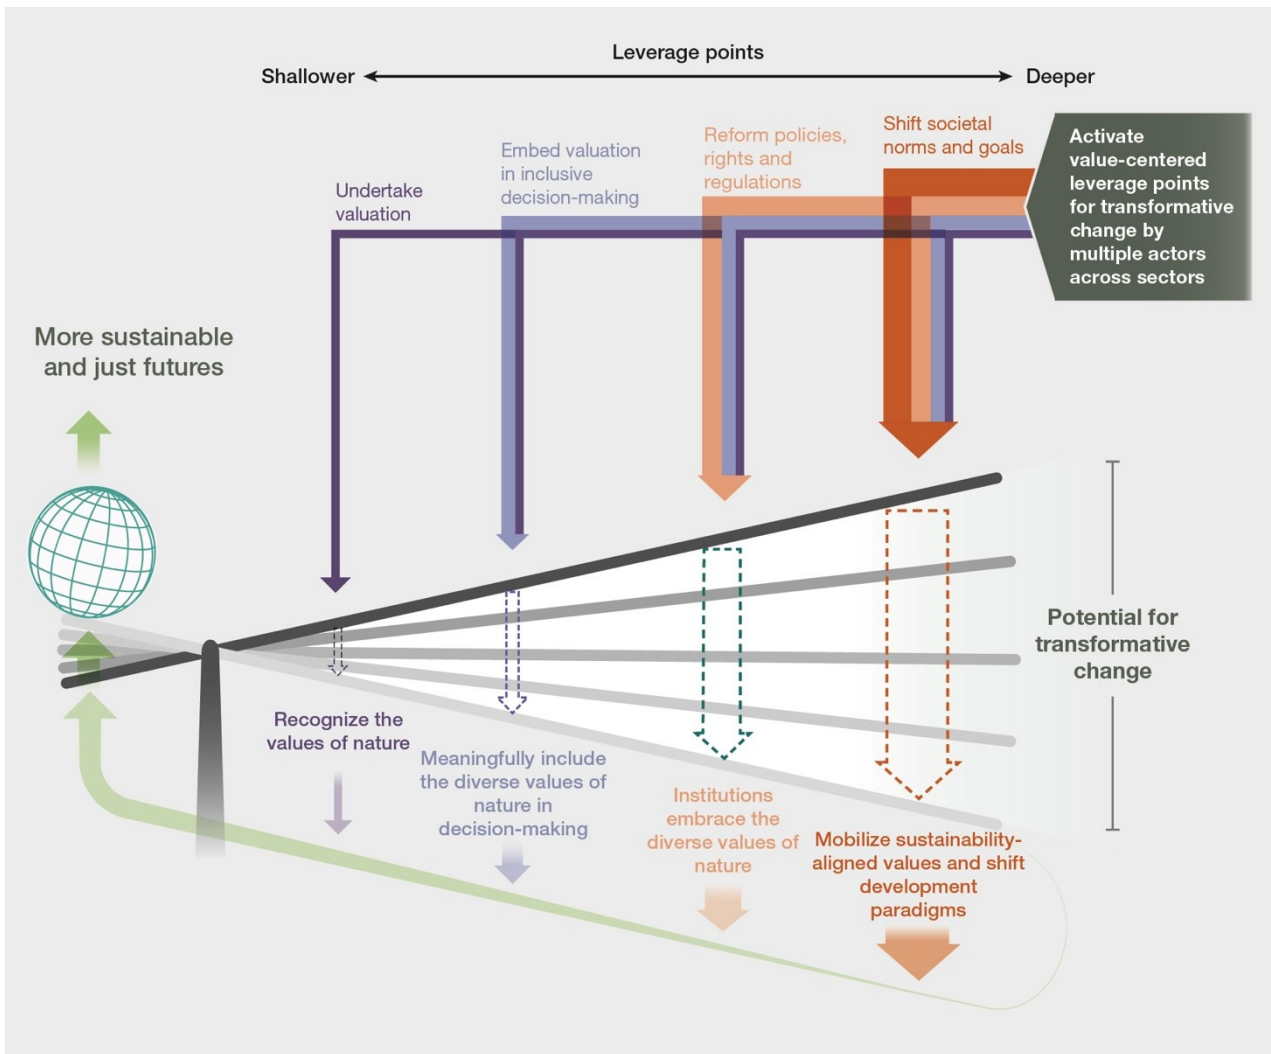 Leverage points
Shallower
Deeper
Activate
value-centered
leverage points
for transformative
change by
multiple actors
across sectors
Shift societal
norms and goals
Reform policies,
rights and
regulations
Embed valuation
in inclusive
decision-making
Undertake
valuation
More sustainable
and just futures
Potential for
transformative
change
Recognize the
values of nature
Meaningfully include
the diverse values of
nature in
decision-making
Institutions
embrace the
diverse values of
nature
Mobilize sustainability-
aligned values and shift
development
paradigms